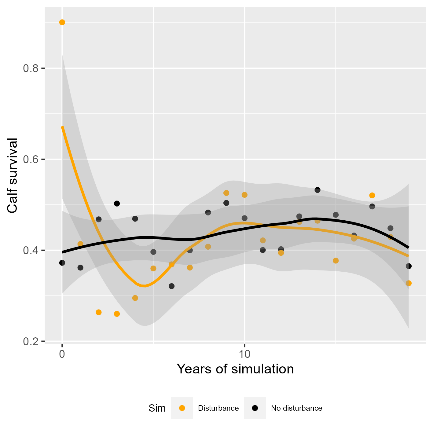 0.8
0.6
0.4
0.2
Calf survival
0
10
Years of simulation
Sim
Disturbance
No disturbance